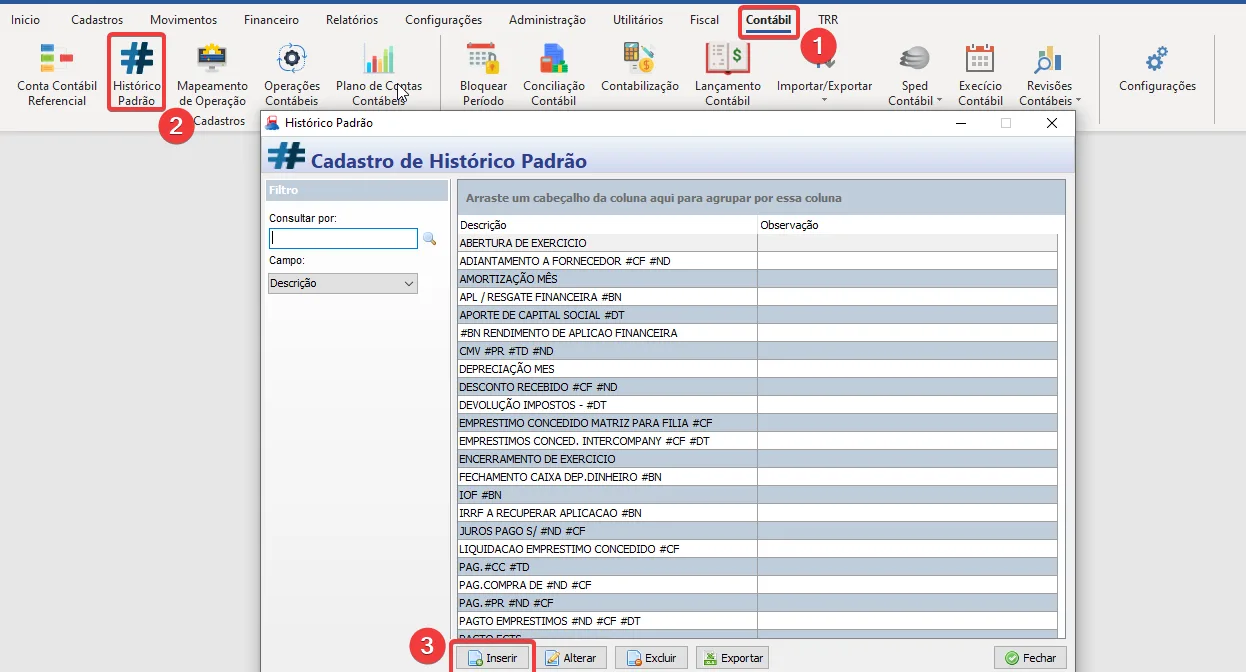 Inicio Cadastros Movimentos Financeiro Relatórios Configurações Administração Utilitários Fiscal Contábil TRR
1
Conta Contábil Referencial
Histórico Padrão
Mapeamento de Operação
Operações Contábeis
Plano de Contas Contábeis
Bloquear Período
Conciliação Contábil
Contabilização
Lançamento Contábil
Importar/Exportar
Sped Contábil
Execício Contábil
Revisões Contábeis
Configurações
2
Cadastros
Histórico Padrão
Cadastro de Histórico Padrão
Filtro
Consultar por:
Campo:
Descrição
Arraste um cabeçalho da coluna aqui para agrupar por essa coluna
Descrição Observação
ABERTURA DE EXERCICIO
ADIANTAMENTO A FORNECEDOR #CF #ND
AMORTIZAÇÃO MÊS
APL / RESGATE FINANCEIRA #BN
APORTE DE CAPITAL SOCIAL #DT
#BN RENDIMENTO DE APLICAO FINANCEIRA
CMV #PR #TD #ND
DEPRECIAÇÃO MES
DESCONTO RECEBIDO #CF #ND
DEVOLUÇÃO IMPOSTOS - #DT
EMPRESTIMO CONCEDIDO MATRIZ PARA FILIA #CF
EMPRESTIMOS CONCED. INTERCOMPANY #CF #DT
ENCERRAMENTO DE EXERCICIO
FECHAMENTO CAIXA DEP.DINHEIRO #BN
IOF #BN
IRRF A RECUPERAR APLICACAO #BN
JUROS PAGO S/ #ND #CF
LIQUIDACAO EMPRESTIMO CONCEDIDO #CF
PAG.#CC #TD
PAG.COMPRA DE #ND #CF
PAG.#PR #ND #CF
PAGTO EMPRESTIMOS #ND #CF #DT
3
Inserir Alterar Excluir Exportar Fechar